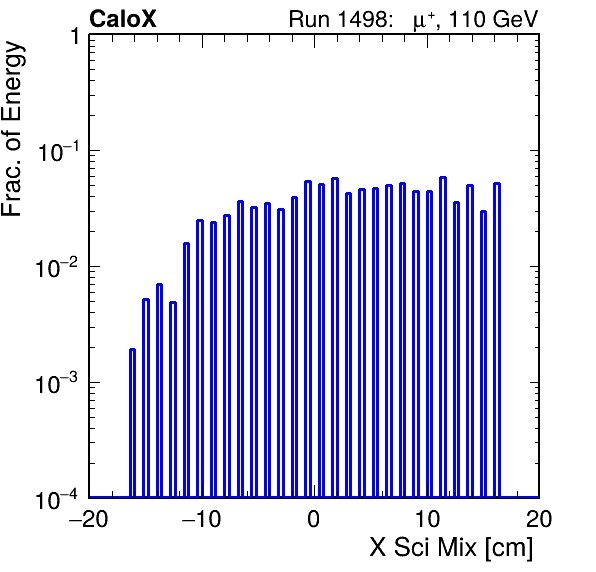 CaloX Run 1498: μ⁺, 110 GeV
Frac. of Energy
1
10⁻¹
10⁻²
10⁻³
10⁻⁴
−20 −10 0 10 20
X Sci Mix [cm]